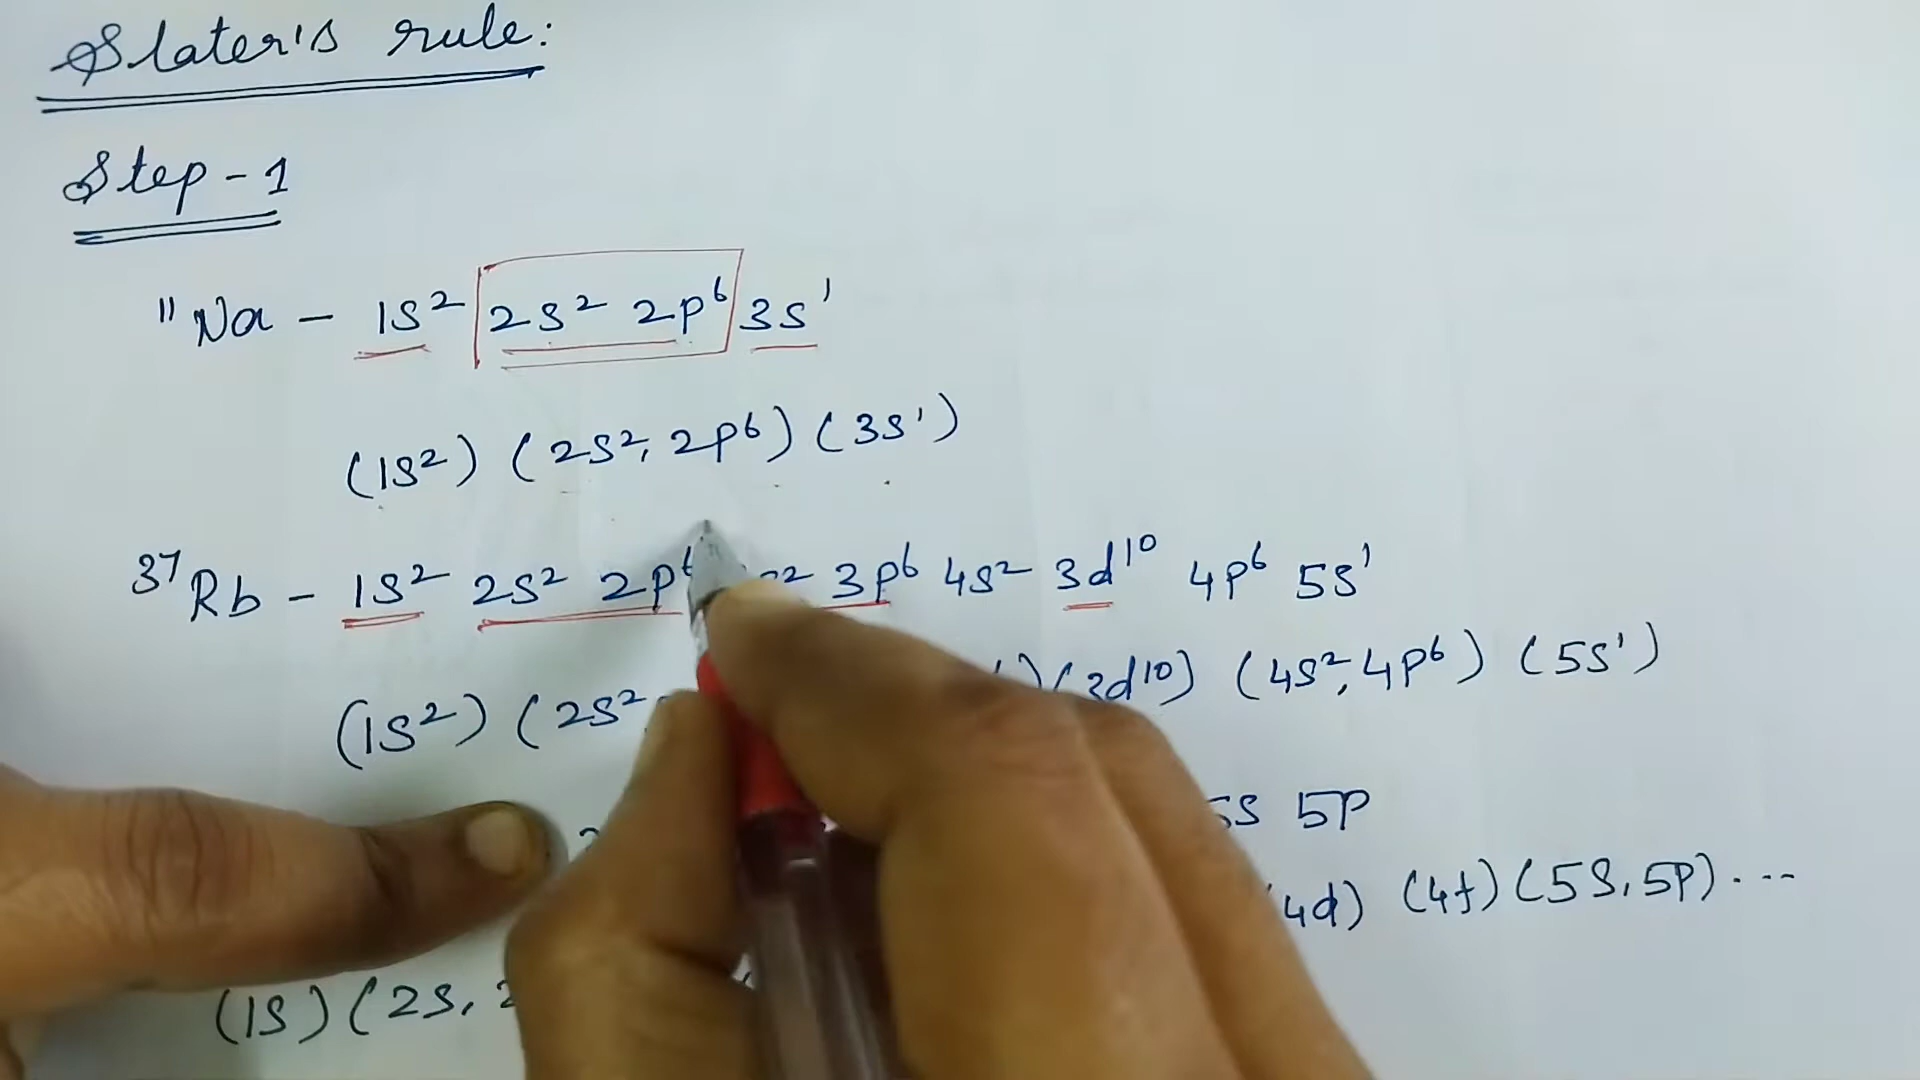 Slater's rule:
Step-1
¹¹Na - 1s² 2s² 2p⁶ 3s¹
(1s²) (2s², 2p⁶) (3s¹)
³⁷Rb - 1s² 2s² 2p⁶ 3p⁶ 4s² 3d¹⁰ 4p⁶ 5s¹
(1s²) (2s² (3d¹⁰) (4s², 4p⁶) (5s¹)
5s 5p
(4d) (4f) (5s, 5p)....
(1s) (2s,